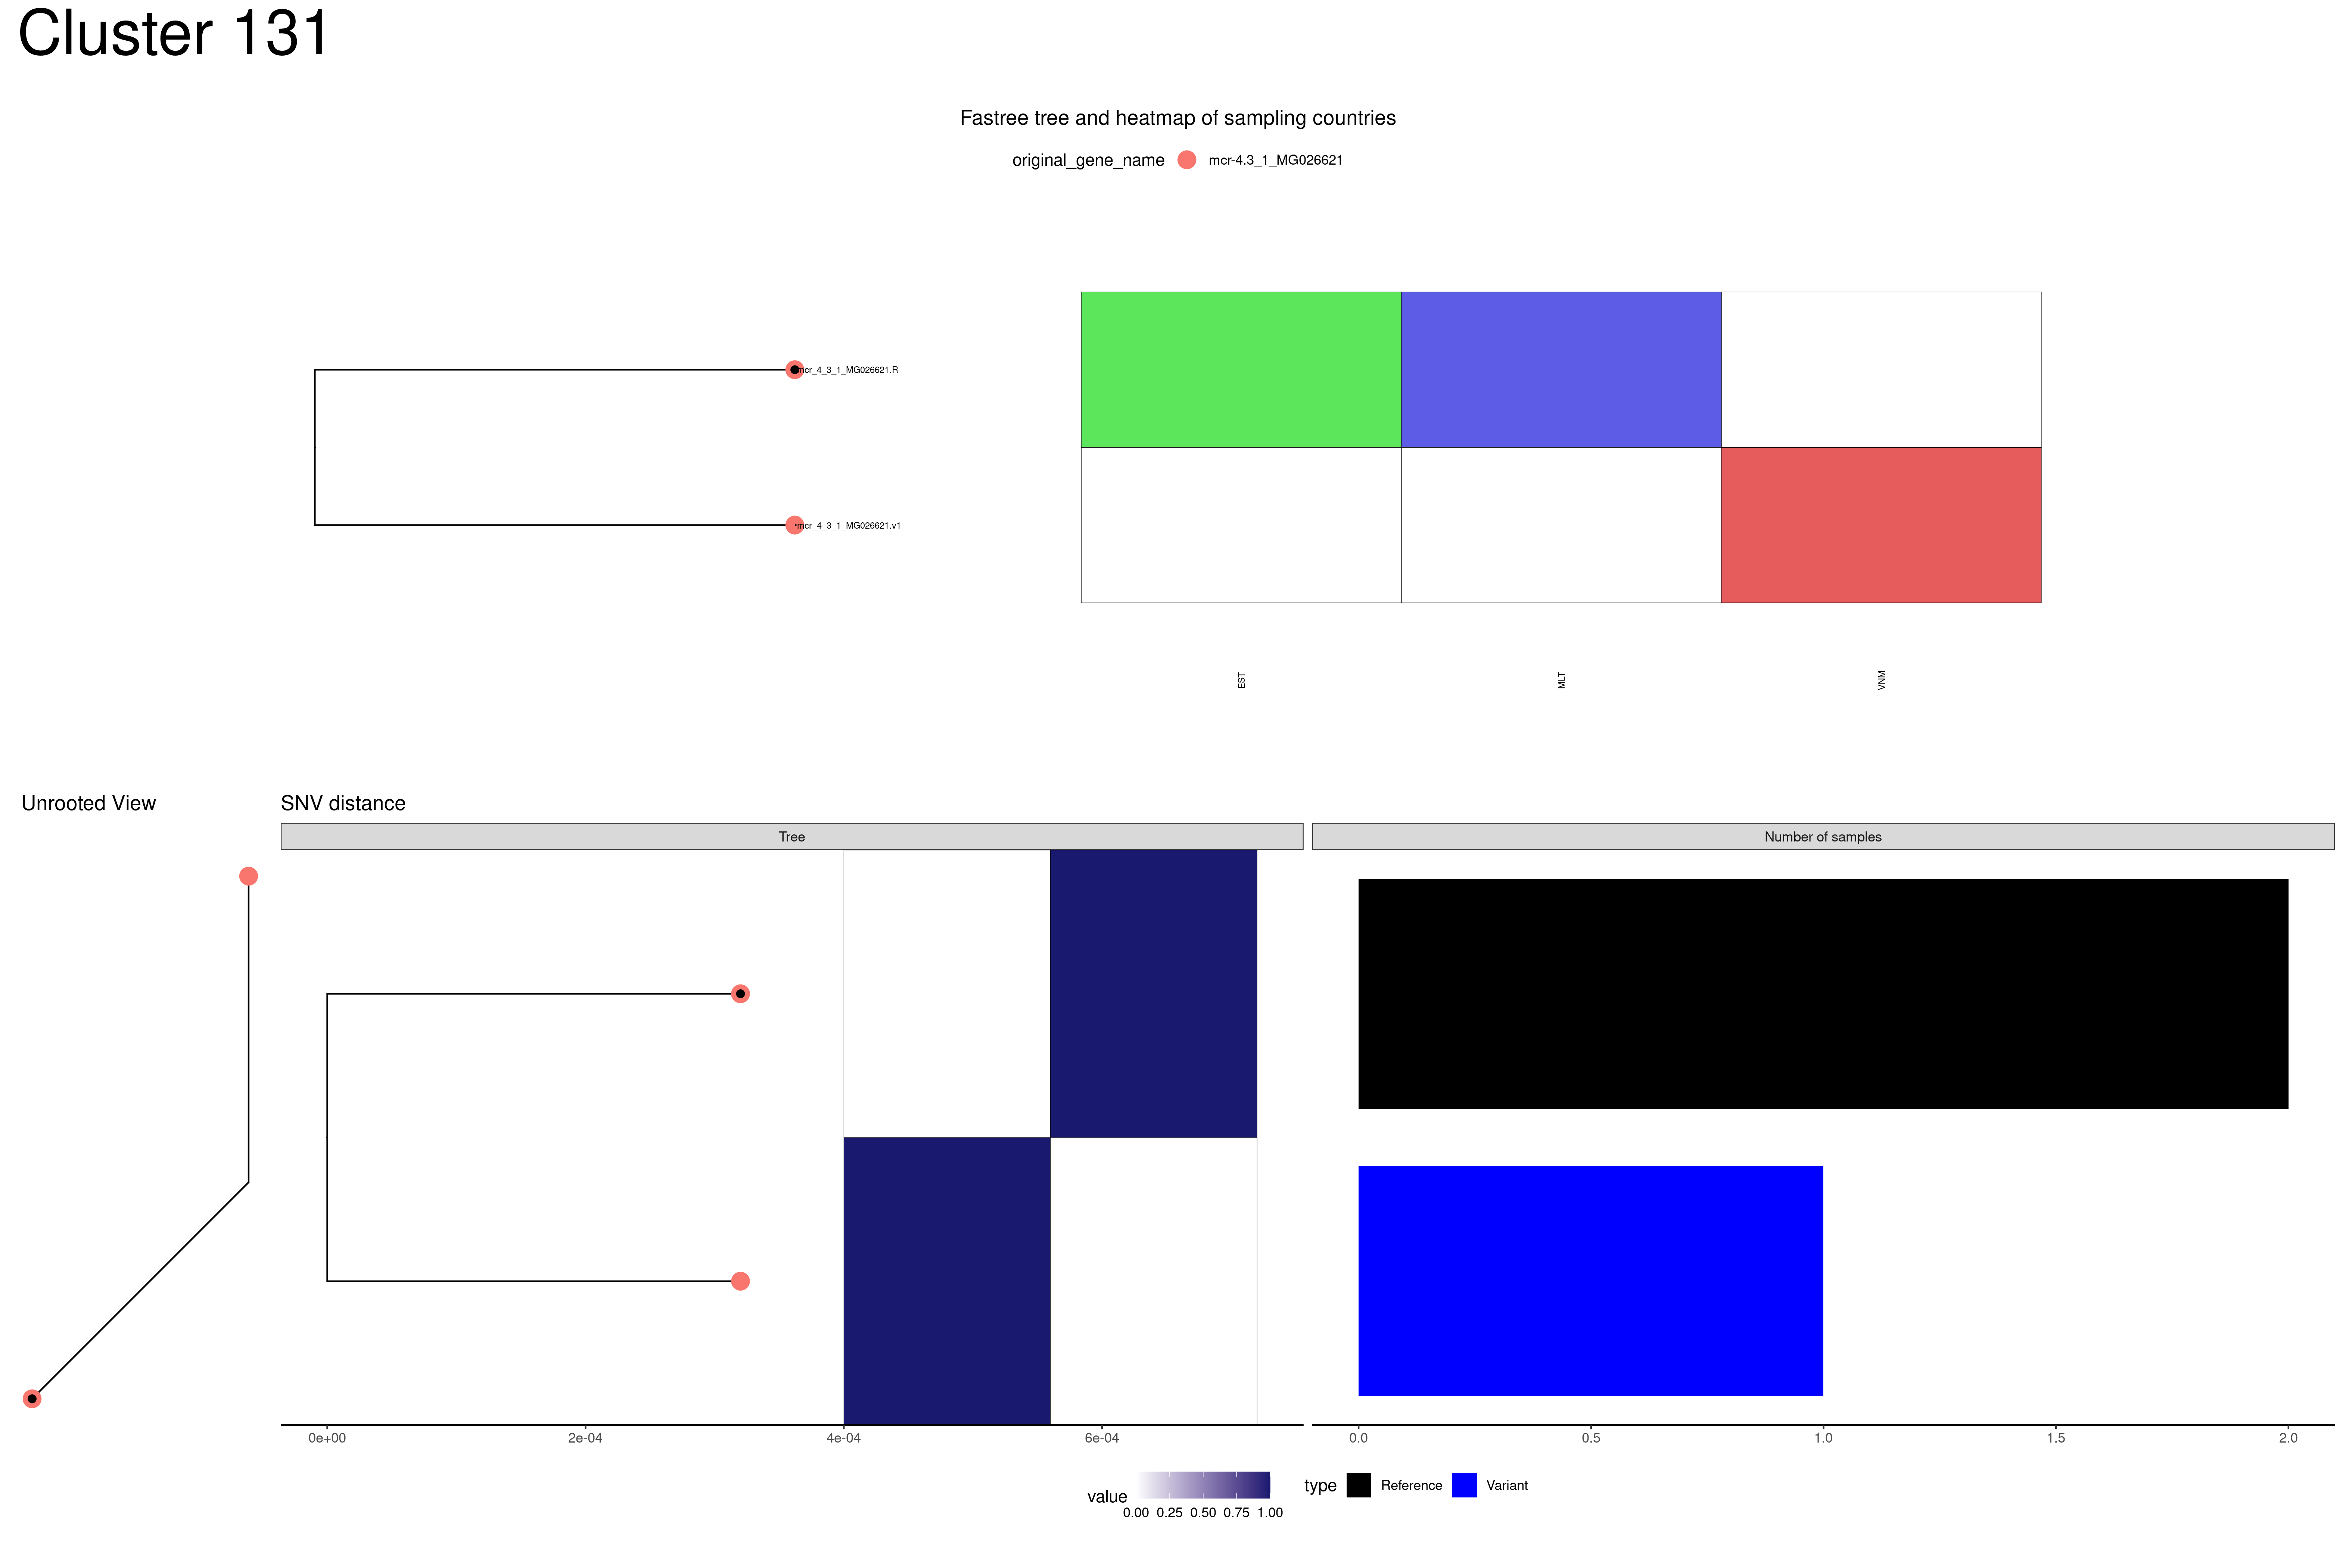 Cluster 131
Fastree tree and heatmap of sampling countries
original_gene_name mcr-4.3_1_MG026621
mcr_4_3_1_MG026621.R
mcr_4_3_1_MG026621.v1
EST MLT VNM
Unrooted View SNV distance
Tree Number of samples
0e+00 2e-04 4e-04 6e-04 0.0 0.5 1.0 1.5 2.0
value 0.00 0.25 0.50 0.75 1.00 type Reference Variant